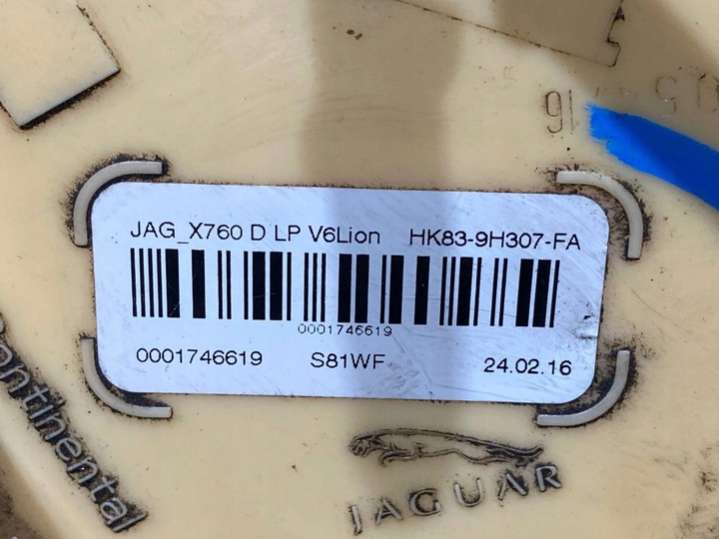 JAG_X760 D LP V6Lion HK83-9H307-FA
0001746619
0001746619 S81WF 24.02.16
Continental
JAGUAR